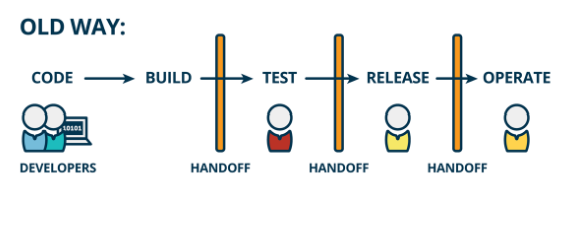 OLD WAY:
CODE BUILD TEST RELEASE OPERATE
10101
DEVELOPERS HANDOFF HANDOFF HANDOFF